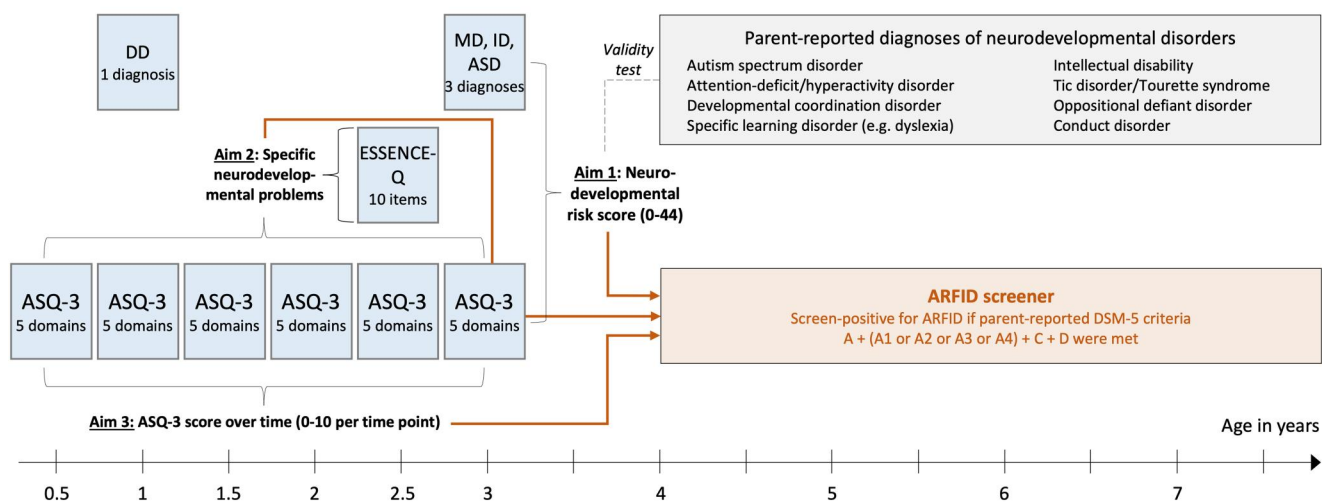 DD
1 diagnosis
MD, ID,
ASD
3 diagnoses
Validity
test
Parent-reported diagnoses of neurodevelopmental disorders
Autism spectrum disorder
Attention-deficit/hyperactivity disorder
Developmental coordination disorder
Specific learning disorder (e.g. dyslexia)
Intellectual disability
Tic disorder/Tourette syndrome
Oppositional defiant disorder
Conduct disorder
Aim 2: Specific
neurodevelop-
mental problems
ESSENCE-
Q
10 items
Aim 1: Neuro-
developmental
risk score (0-44)
ASQ-3
5 domains
ASQ-3
5 domains
ASQ-3
5 domains
ASQ-3
5 domains
ASQ-3
5 domains
ASQ-3
5 domains
ARFID screener
Screen-positive for ARFID if parent-reported DSM-5 criteria
A + (A1 or A2 or A3 or A4) + C + D were met
Aim 3: ASQ-3 score over time (0-10 per time point)
Age in years
0.5 1 1.5 2 2.5 3 4 5 6 7